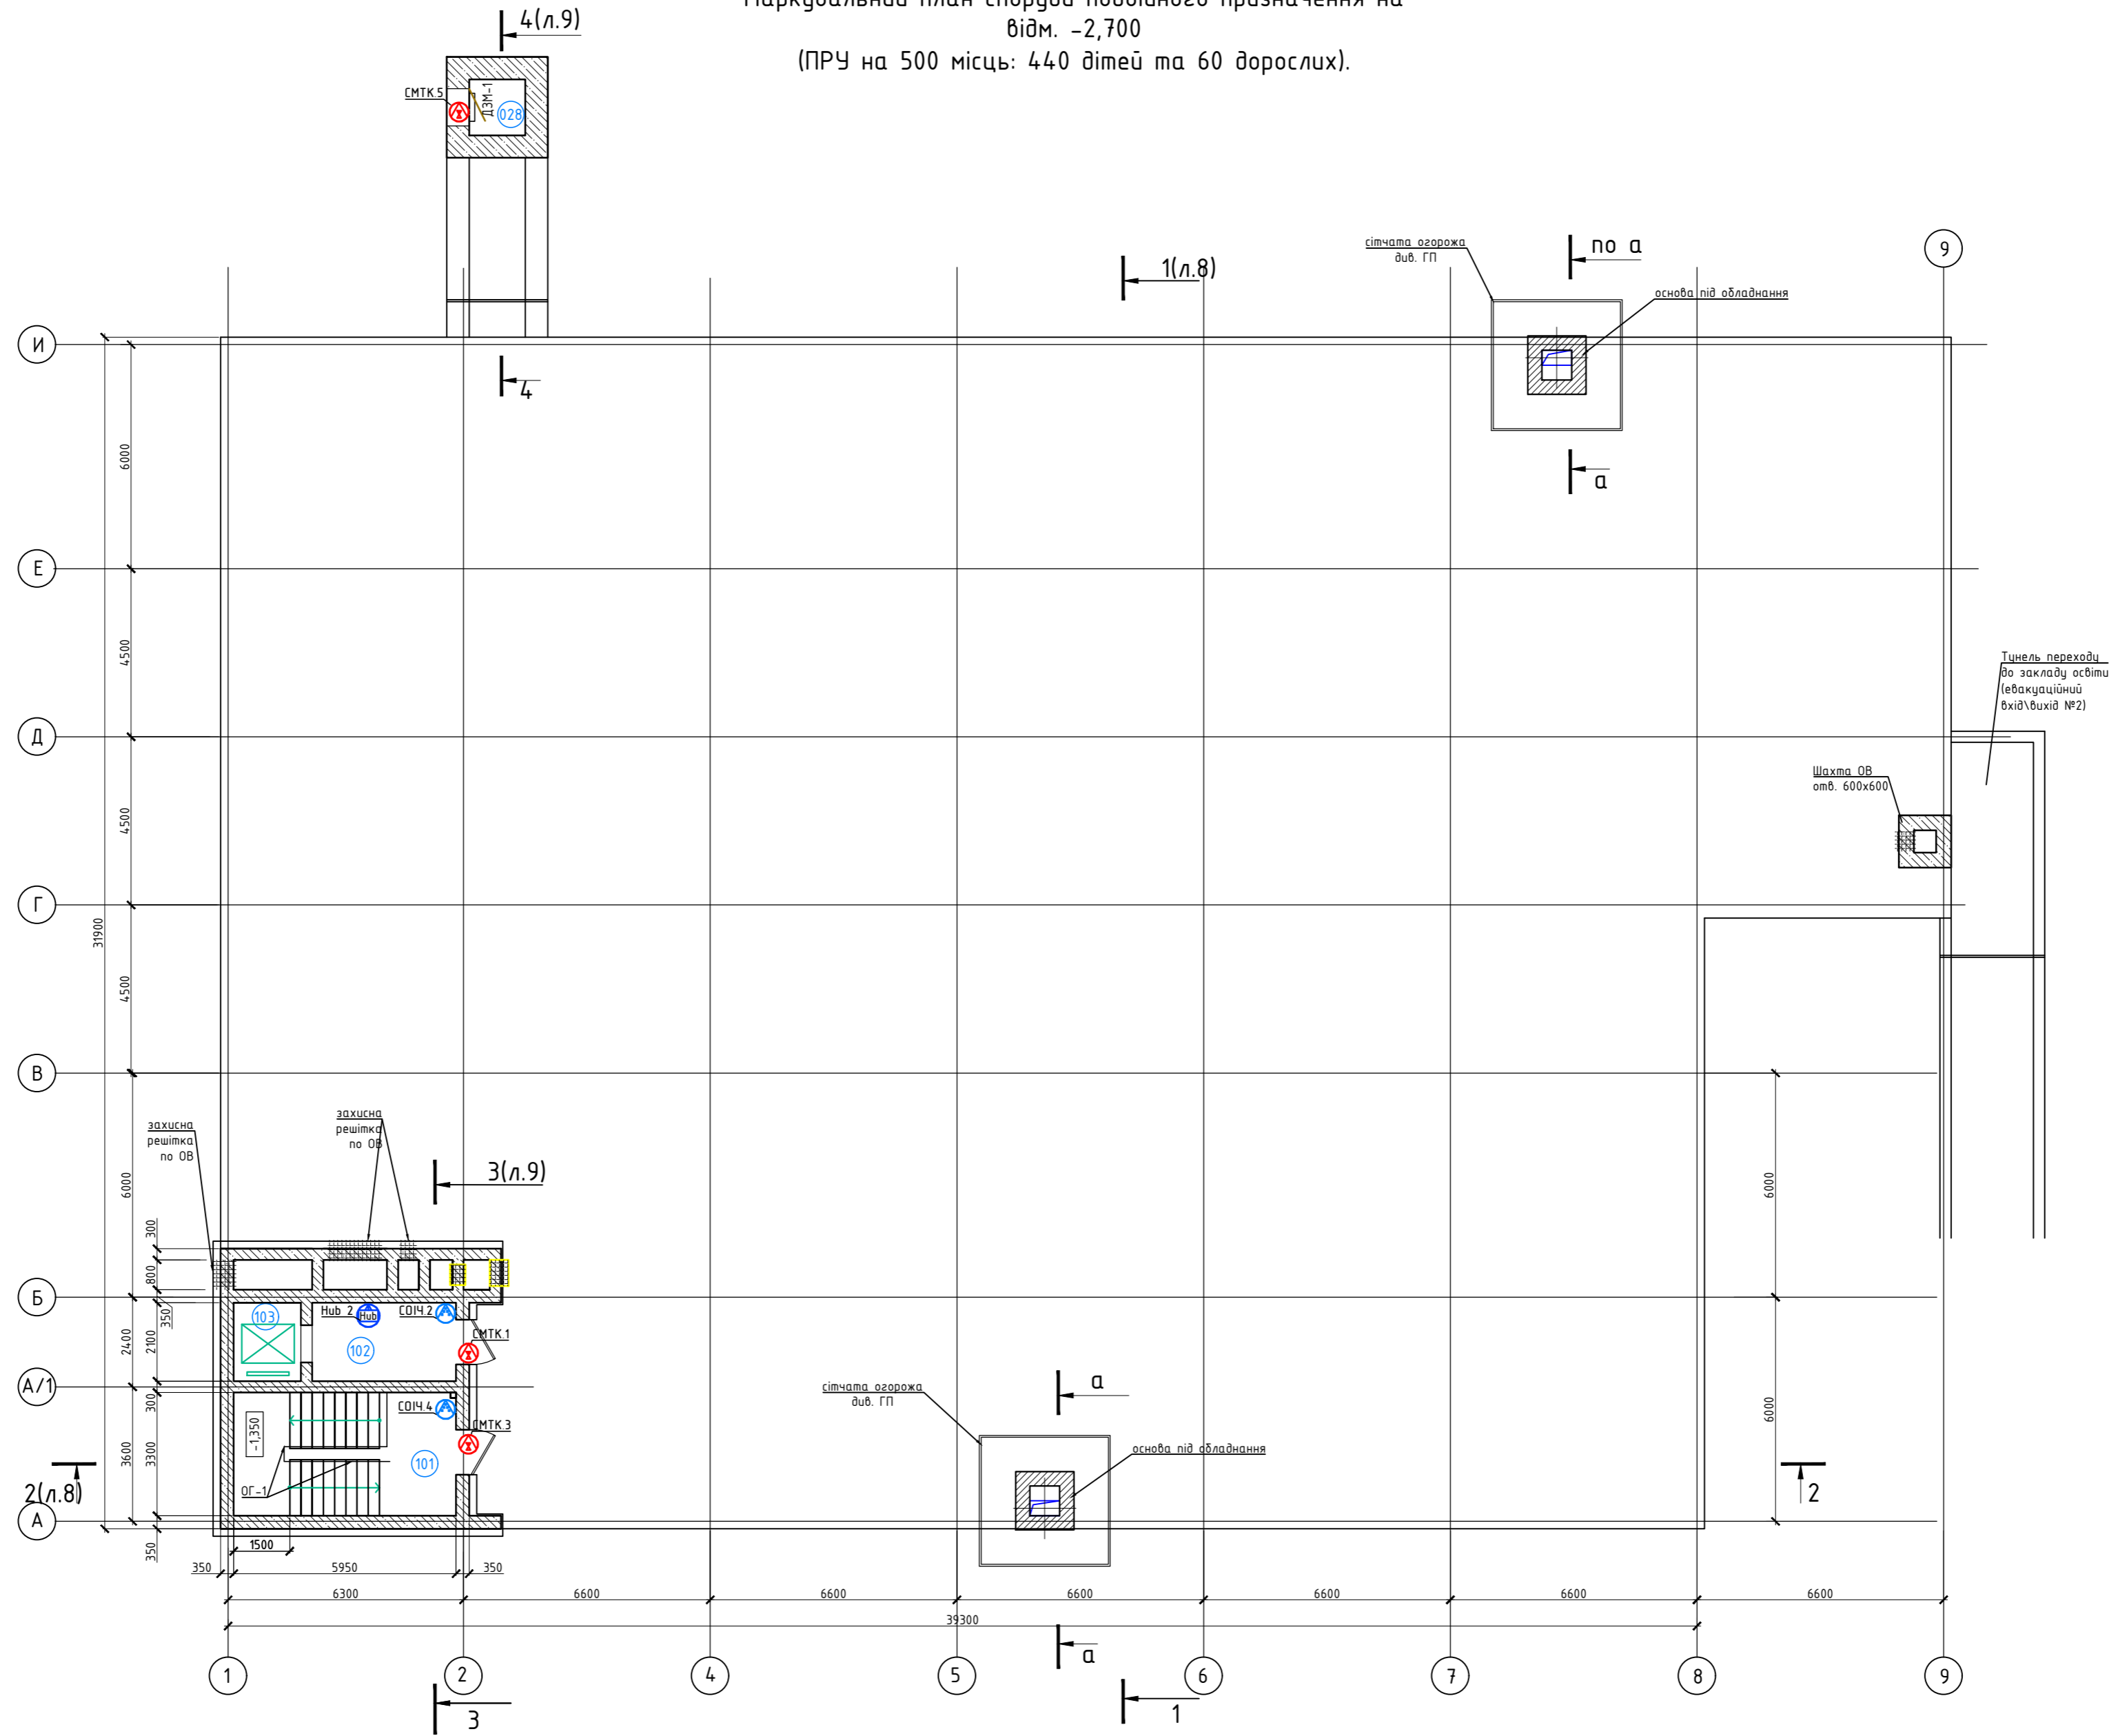 Маркувальний план споруди подвійного призначення на
відм. -2,700
(ПРУ на 500 місць: 440 дітей та 60 дорослих).
4(л.9)
СМТК.5
ДЗМ-1
028
1(л.8)
сітчата огорожа
див. ГП
по а
9
основа під обладнання
И
4
а
6000
Е
4500
Тунель переходу
до закладу освіти
(евакуаційний
вхід\вихід №2)
Д
Шахта ОВ
отв. 600х600
4500
Г
31900
4500
В
захисна
решітка
по ОВ
захисна
решітка
по ОВ
3(л.9)
6000
6000
300
800
Б
350
103
Hub 2
Hub
СОІЧ.2
СМТК.1
102
2400
2100
А/1
300
СОІЧ.4
СМТК.3
-1,350
101
3600
3300
ОГ-1
сітчата огорожа
див. ГП
а
основа під обладнання
6000
2(л.8)
2
А
350
1500
350
5950
350
6300
6600
6600
6600
6600
6600
6600
39300
а
1
2
4
5
6
7
8
9
3
1